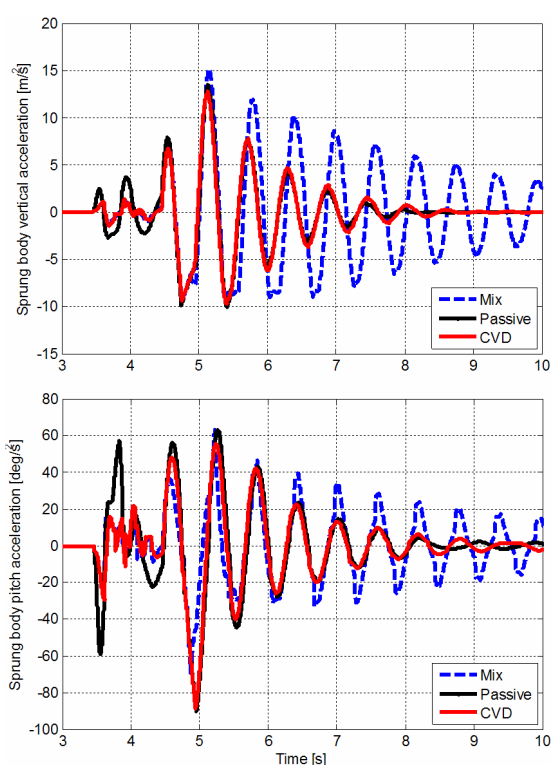 Sprung body vertical acceleration [m/s²]
20
15
10
5
0
-5
-10
-15
3 4 5 6 7 8 9 10
Mix
Passive
CVD
Sprung body pitch acceleration [deg/s²]
80
60
40
20
0
-20
-40
-60
-80
-100
3 4 5 6 7 8 9 10
Mix
Passive
CVD
Time [s]